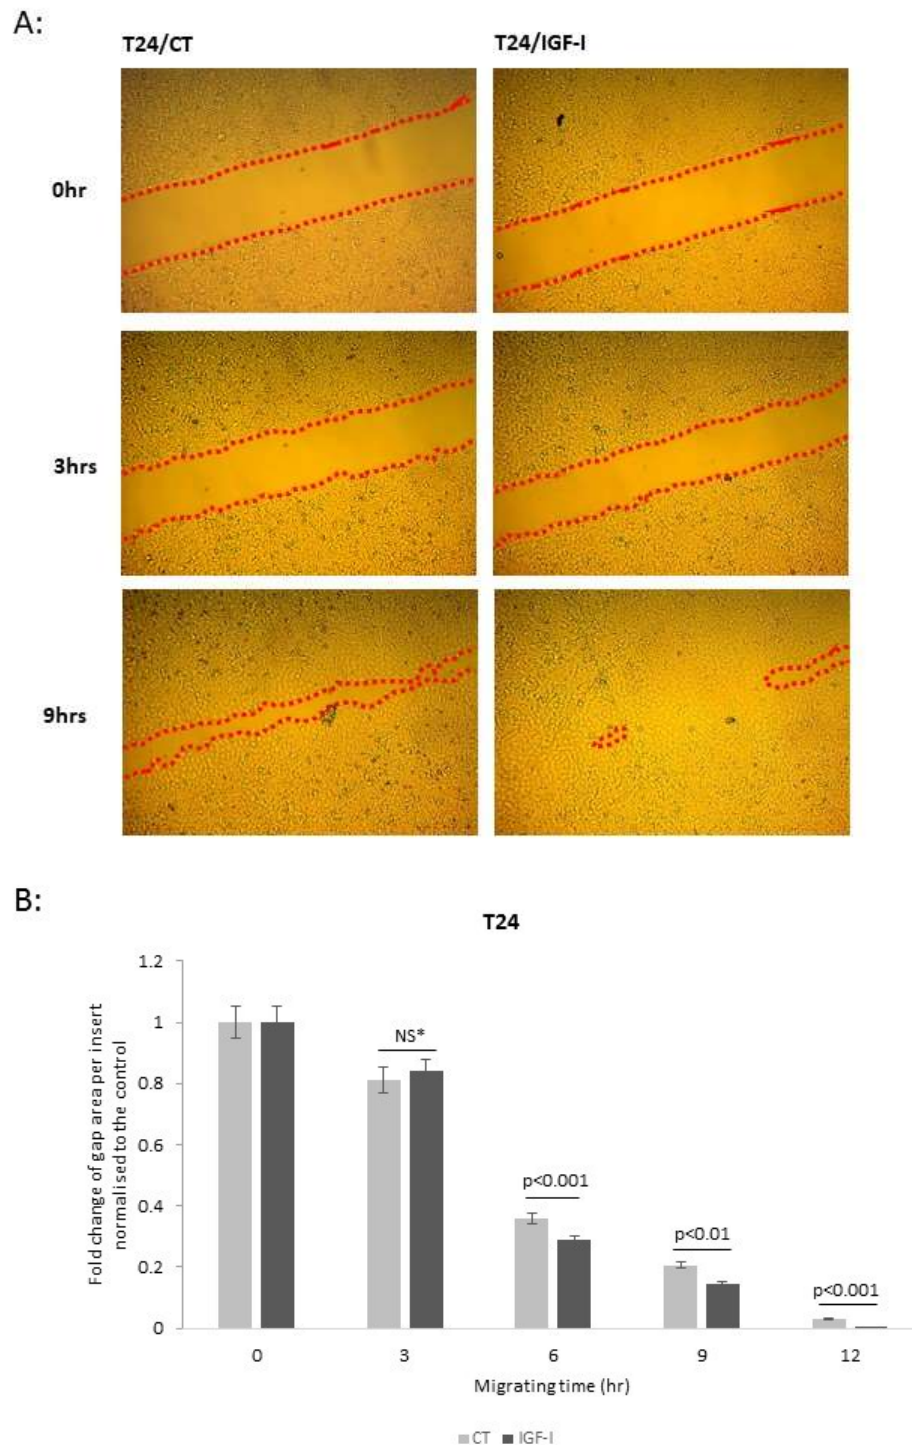 A:
T24/CT
T24/IGF-I
0hr
3hrs
9hrs
B:
T24
Fold change of gap area per insert
normalised to the control
1.2
1
0.8
0.6
0.4
0.2
0
NS*
p<0.001
p<0.01
p<0.001
0 3 6 9 12
Migrating time (hr)
CT IGF-I